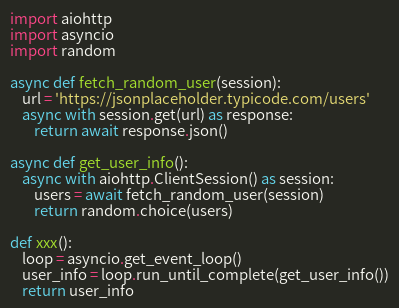 import aiohttp
import asyncio
import random

async def fetch_random_user(session):
    url = 'https://jsonplaceholder.typicode.com/users'
    async with session.get(url) as response:
        return await response.json()

async def get_user_info():
    async with aiohttp.ClientSession() as session:
        users = await fetch_random_user(session)
        return random.choice(users)

def xxx():
    loop = asyncio.get_event_loop()
    user_info = loop.run_until_complete(get_user_info())
    return user_info